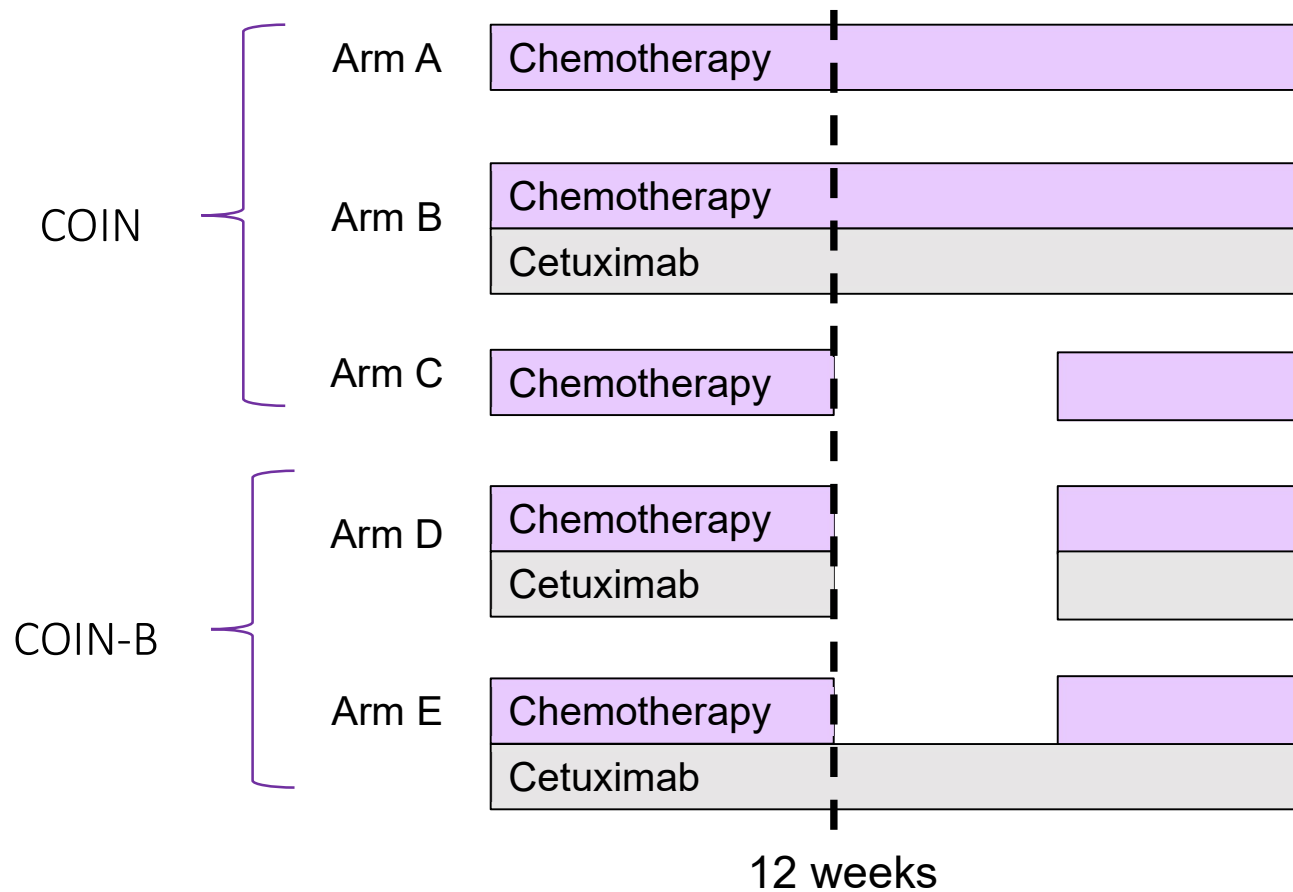 Arm A
Chemotherapy
COIN
Arm B
Chemotherapy
Cetuximab
Arm C
Chemotherapy
COIN-B
Arm D
Chemotherapy
Cetuximab
Arm E
Chemotherapy
Cetuximab
12 weeks